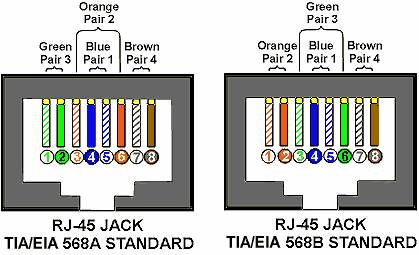 Orange
Pair 2
Green
Pair 3
Blue
Pair 1
Brown
Pair 4
1 2 3 4 5 6 7 8
RJ-45 JACK
TIA/EIA 568A STANDARD
Green
Pair 3
Orange
Pair 2
Blue
Pair 1
Brown
Pair 4
1 2 3 4 5 6 7 8
RJ-45 JACK
TIA/EIA 568B STANDARD